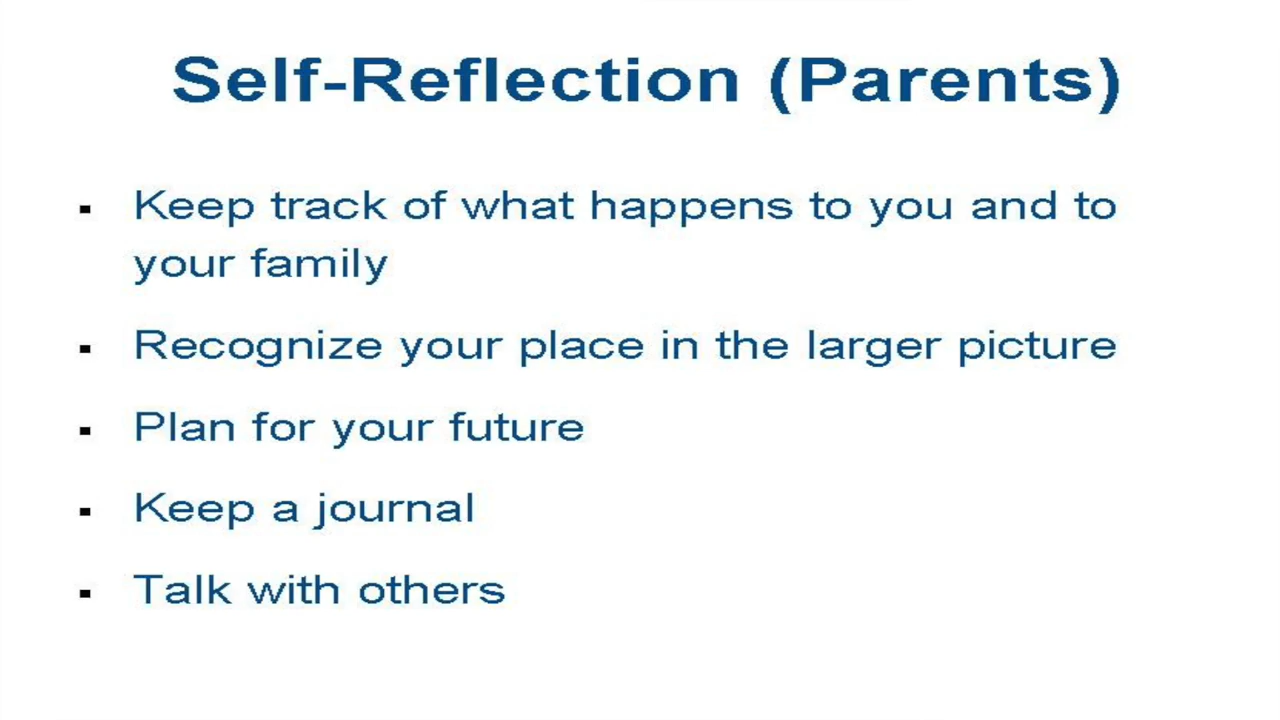 Self-Reflection (Parents)
▪ Keep track of what happens to you and to
your family
▪ Recognize your place in the larger picture
▪ Plan for your future
▪ Keep a journal
▪ Talk with others